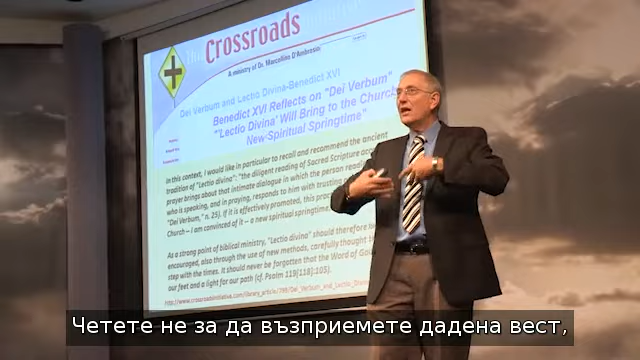 The Crossroads Initiative
A ministry of Dr. Marcellino D'Ambrosio
Dei Verbum and Lectio Divina-Benedict XVI
Benedict XVI Reflects on "Dei Verbum"
"'Lectio Divina' Will Bring to the Church
New-Spiritual Springtime"
In this context, I would like in particular to recall and recommend the ancient
tradition of "Lectio divina": "the diligent reading of Sacred Scripture
prayer brings about that intimate dialogue in which the person
who is speaking, and in praying, responds to him with trusting
"Dei Verbum," n. 25). If it is effectively promoted, this
Church – I am convinced of it – a new spiritual springtime
As a strong point of biblical ministry, "Lectio divina" should therefore
encouraged, also through the use of new methods, carefully thought
step with the times. It should never be forgotten that the Word of
our feet and a light for our path (cf. Psalm 119[118]:105).
Четете не за да възприемете дадена вест,